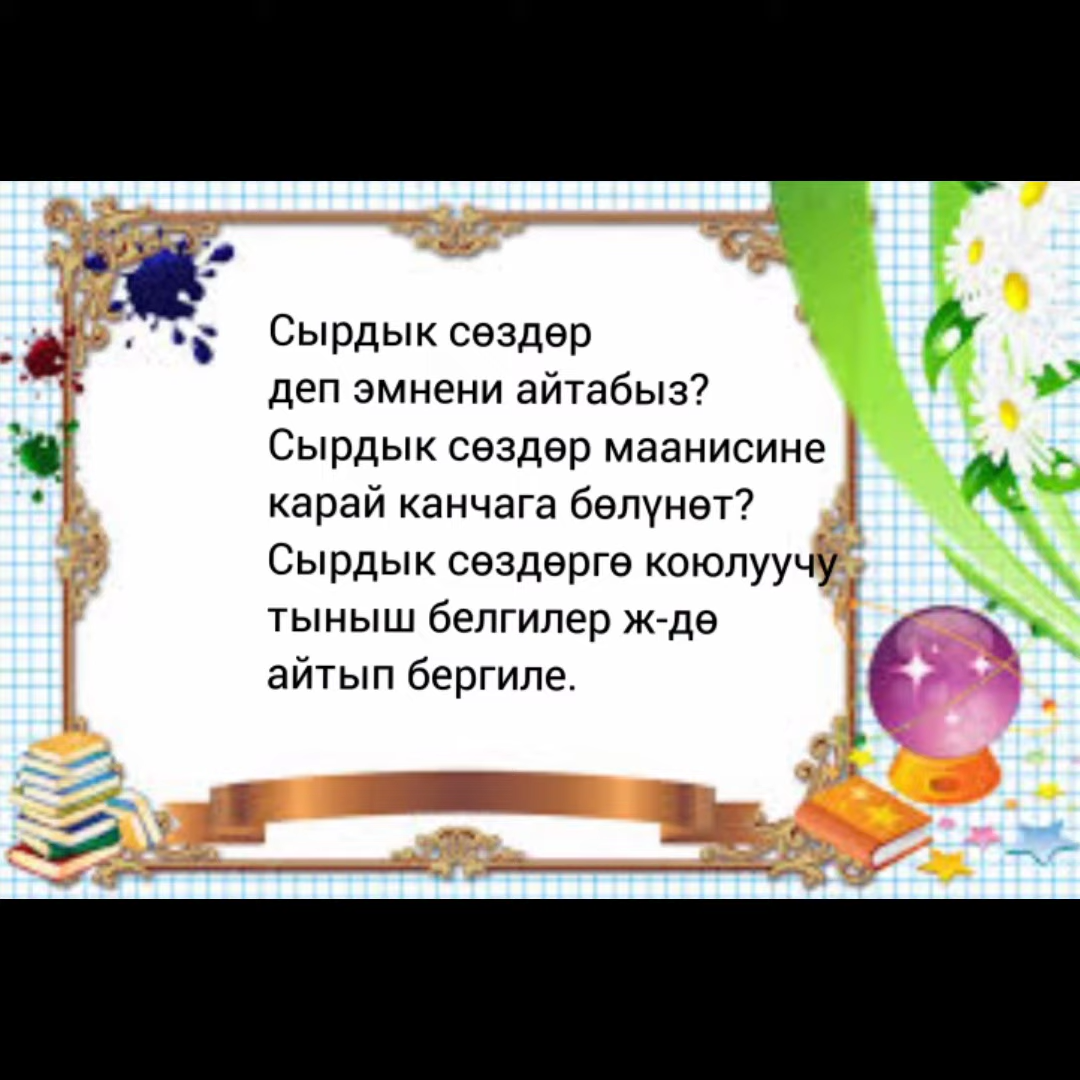 Сырдык сөздөр
деп эмнени айтабыз?
Сырдык сөздөр маанисине
карай канчага бөлүнөт?
Сырдык сөздөргө коюлуучу
тыныш белгилер ж-дө
айтып бергиле.